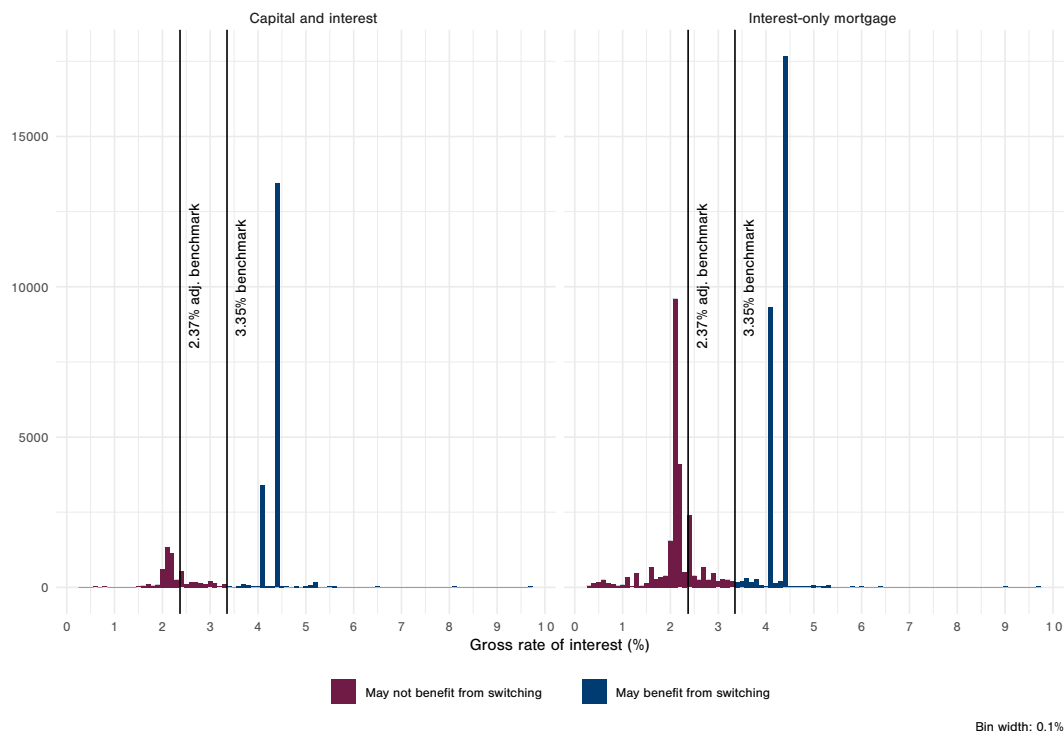 Capital and interest
Interest-only mortgage
15000
10000
5000
0
2.37% adj. benchmark
3.35% benchmark
2.37% adj. benchmark
3.35% benchmark
0 1 2 3 4 5 6 7 8 9 10
0 1 2 3 4 5 6 7 8 9 10
Gross rate of interest (%)
May not benefit from switching
May benefit from switching
Bin width: 0.1%